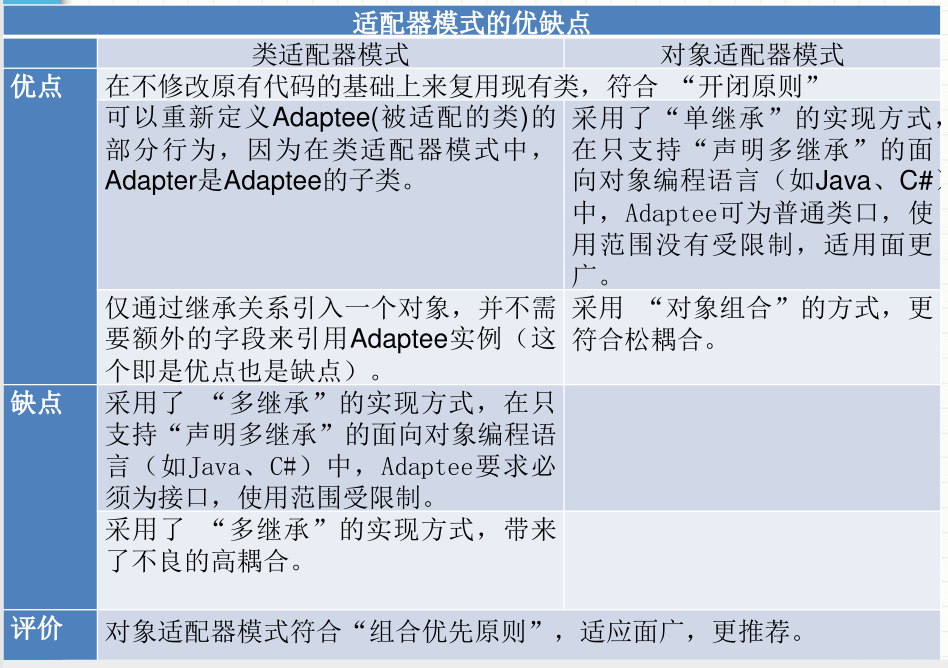 适配器模式的优缺点
类适配器模式
对象适配器模式
优点
在不修改原有代码的基础上来复用现有类，符合 “开闭原则”
可以重新定义Adaptee(被适配的类)的
部分行为，因为在类适配器模式中，
Adapter是Adaptee的子类。
采用了“单继承”的实现方式，
在只支持“声明多继承”的面
向对象编程语言（如Java、C#）
中，Adaptee可为普通类口，使
用范围没有受限制，适用面更
广。
仅通过继承关系引入一个对象，并不需
要额外的字段来引用Adaptee实例（这
个即是优点也是缺点）。
采用 “对象组合”的方式，更
符合松耦合。
缺点
采用了 “多继承”的实现方式，在只
支持“声明多继承”的面向对象编程语
言（如Java、C#）中，Adaptee要求必
须为接口，使用范围受限制。
采用了 “多继承”的实现方式，带来
了不良的高耦合。
评价
对象适配器模式符合“组合优先原则”，适应面广，更推荐。